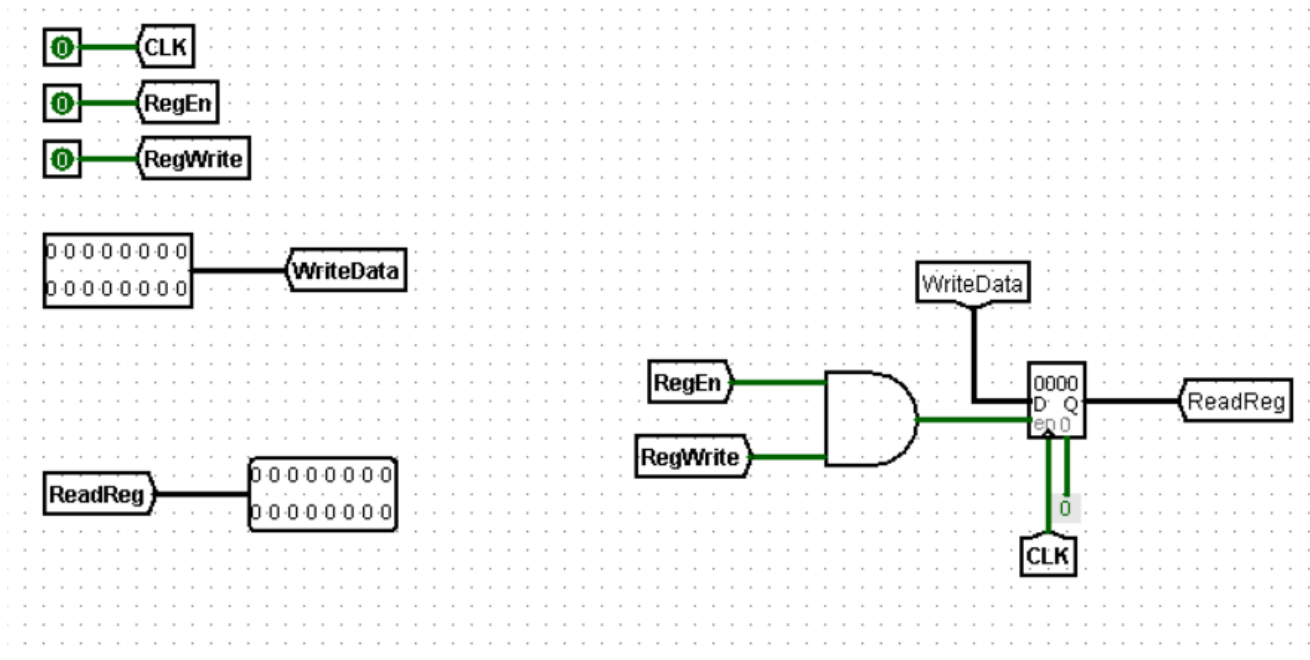 0 CLK
0 RegEn
0 RegWrite
0 0 0 0 0 0 0 0
0 0 0 0 0 0 0 0
WriteData
WriteData
RegEn
RegWrite
0000
D Q
en 0
ReadReg
0
CLK
ReadReg
0 0 0 0 0 0 0 0
0 0 0 0 0 0 0 0